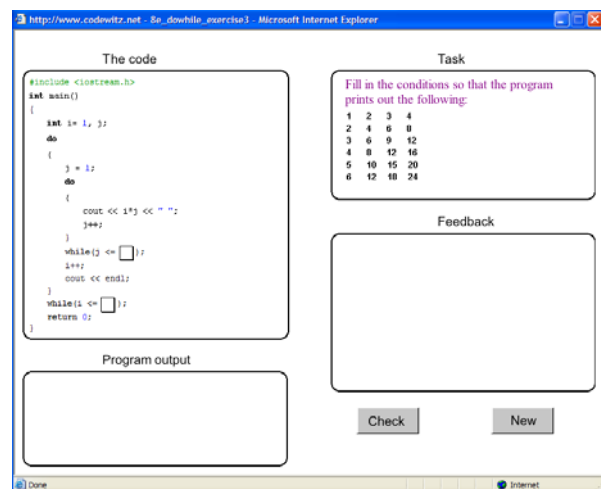 http://www.codewitz.net - 8e_dowhile_exercise3 - Microsoft Internet Explorer
The code
#include <iostream.h>
int main()
{
int i= 1, j;
do
{
j = 1;
do
{
cout << i*j << " ";
j++;
}
while(j <= );
i++;
cout << endl;
}
while(i <= );
return 0;
}
Program output
Task
Fill in the conditions so that the program
prints out the following:
1 2 3 4
2 4 6 8
3 6 9 12
4 8 12 16
5 10 15 20
6 12 18 24
Feedback
Check New
Done Internet